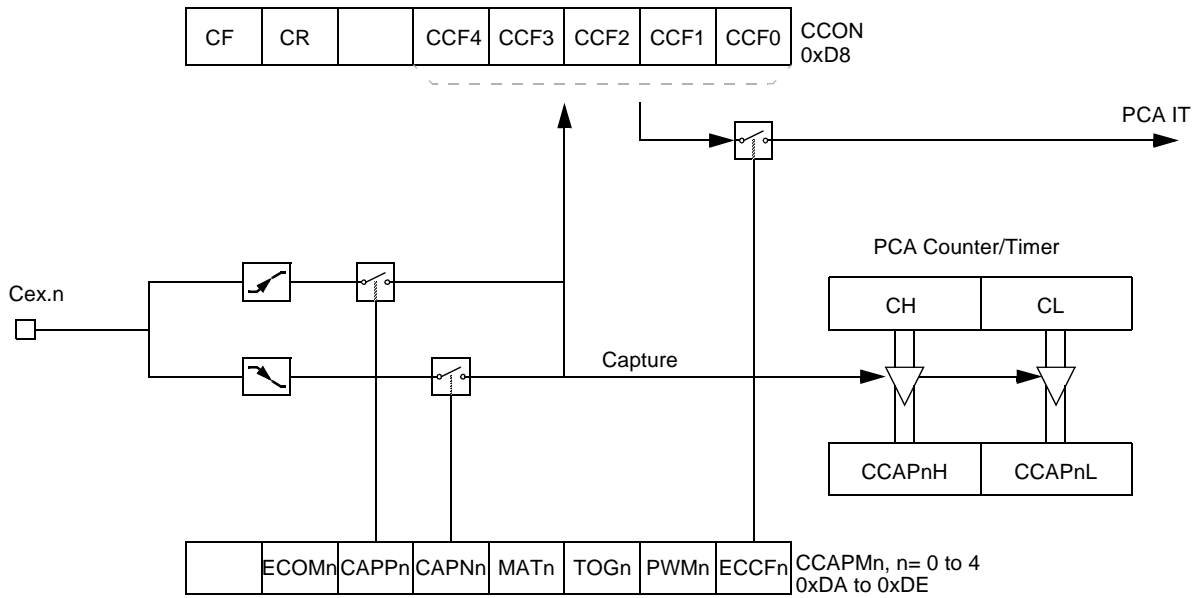 CF CR CCF4 CCF3 CCF2 CCF1 CCF0 CCON
0xD8
PCA IT
PCA Counter/Timer
Cex.n
CH CL
Capture
CCAPnH CCAPnL
ECOMn CAPPn CAPNn MATn TOGn PWMn ECCFn CCAPMn, n= 0 to 4
0xDA to 0xDE